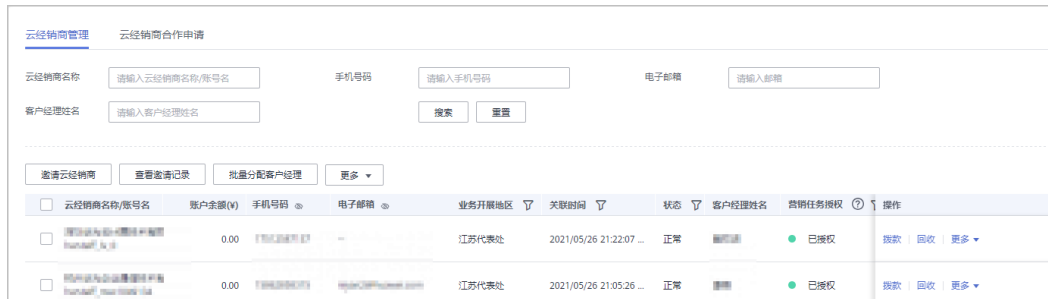 云经销商管理 云经销商合作申请
云经销商名称 请输入云经销商名称/账号名 手机号码 请输入手机号码 电子邮箱 请输入邮箱
客户经理姓名 请输入客户经理姓名 搜索 重置
邀请云经销商 查看邀请记录 批量分配客户经理 更多
云经销商名称/账号名 账户余额(¥) 手机号码 电子邮箱 业务开展地区 关联时间 状态 客户经理姓名 营销任务授权 操作
0.00 -- 江苏代表处 2021/05/26 21:22:07 ... 正常 已授权 拨款 回收 更多
0.00 江苏代表处 2021/05/26 21:05:26 ... 正常 已授权 拨款 回收 更多